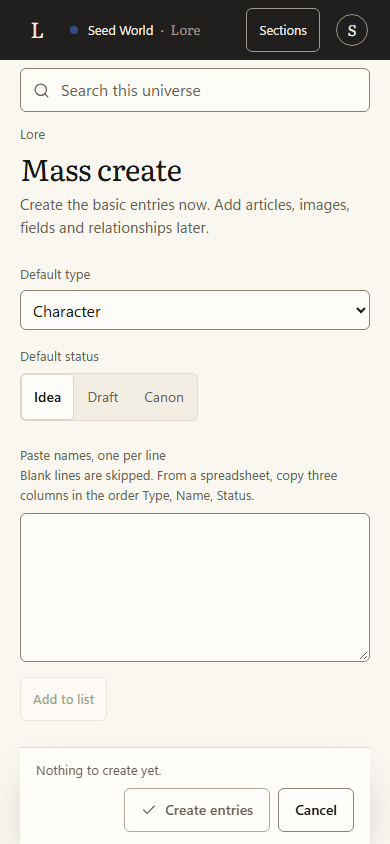 L
Seed World · Lore
Sections
S
Search this universe
Lore
Mass create
Create the basic entries now. Add articles, images,
fields and relationships later.
Default type
Character
Default status
Idea
Draft
Canon
Paste names, one per line
Blank lines are skipped. From a spreadsheet, copy three
columns in the order Type, Name, Status.
Add to list
Nothing to create yet.
Create entries
Cancel